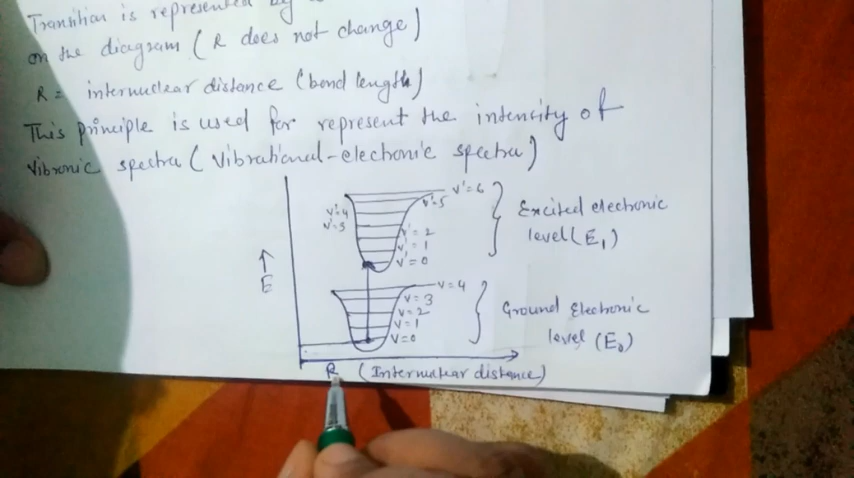 Transition is represented by
on the diagram (R does not change)
R = internuclear distance (bond length)
This principle is used for represent the intensity of
vibronic spectra (Vibrational-electronic spectra)
v'=6
v'=5
v'=4
v'=3
v'=2
v'=1
v'=0
Excited electronic
level (E₁)
↑
E
v=4
v=3
v=2
v=1
v=0
Ground Electronic
level (E₀)
R (Internuclear distance)